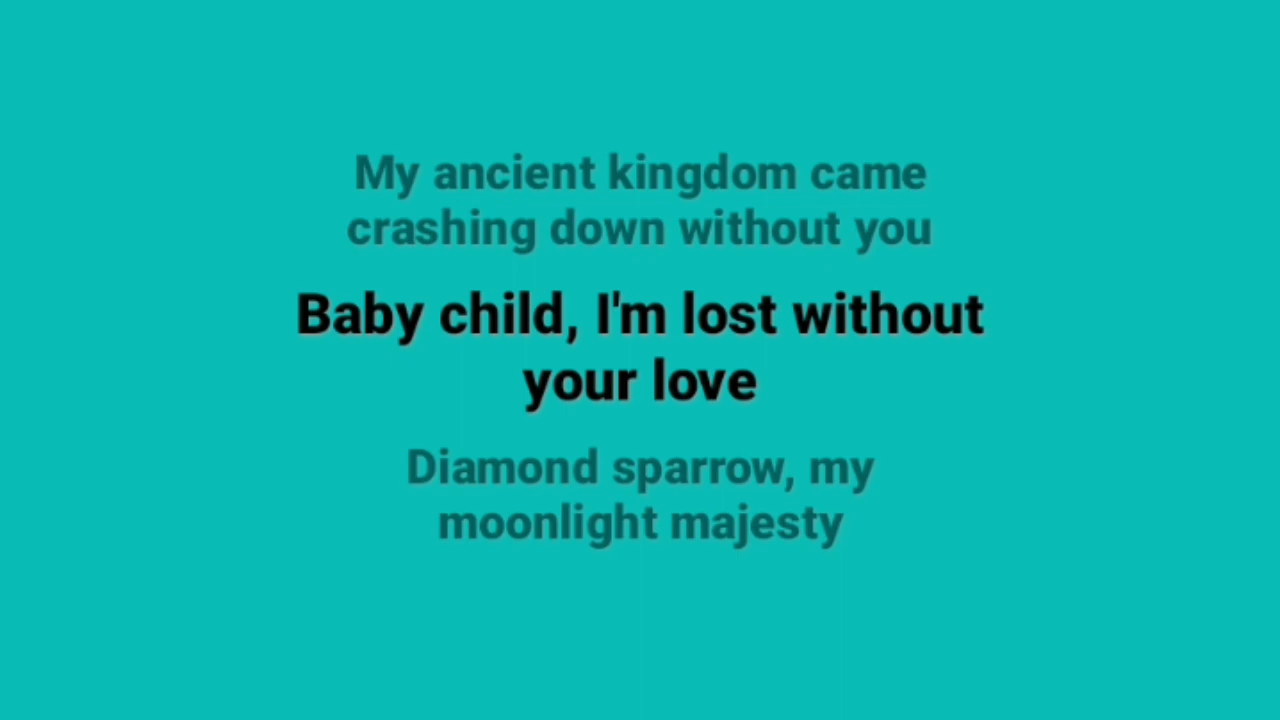 My ancient kingdom came
crashing down without you
Baby child, I'm lost without
your love
Diamond sparrow, my
moonlight majesty